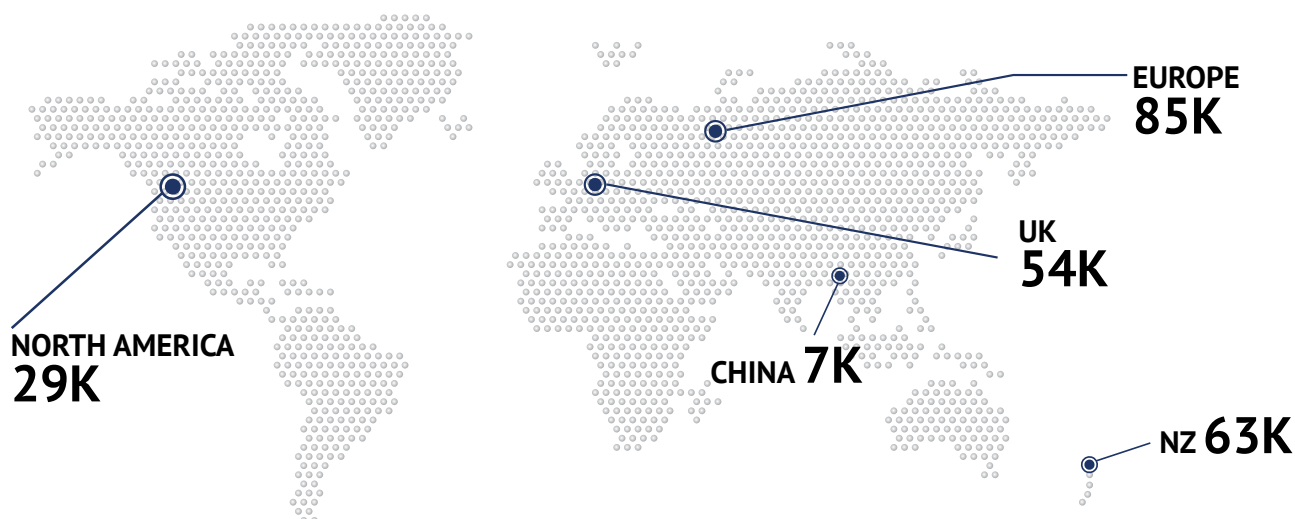 EUROPE
85K
UK
54K
NORTH AMERICA
29K
CHINA 7K
NZ 63K